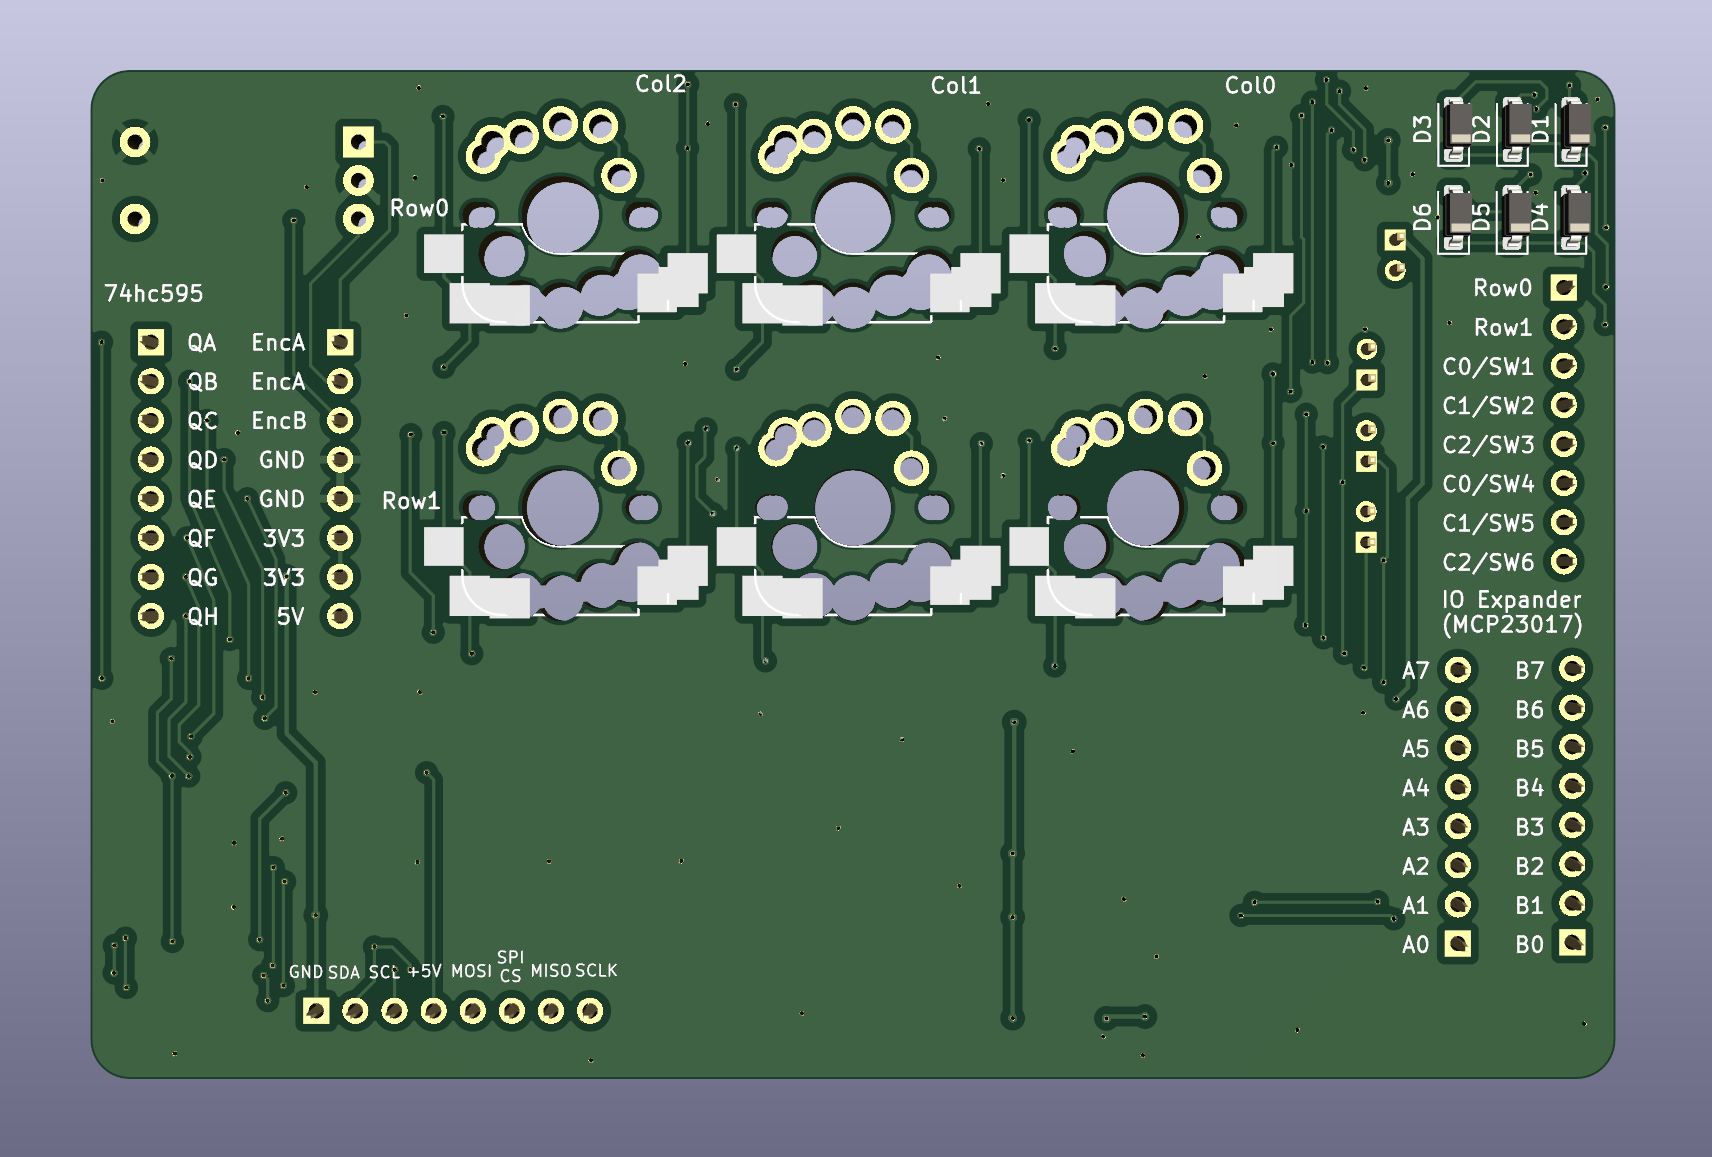 Col2
Col1
Col0
D3
D2
D1
Row0
D6
D5
D4
74hc595
QA
EncA
QB
EncA
QC
EncB
QD
GND
QE
GND
QF
3V3
QG
3V3
QH
5V
Row1
Row0
Row1
C0/SW1
C1/SW2
C2/SW3
C0/SW4
C1/SW5
C2/SW6
IO Expander
(MCP23017)
A7
B7
A6
B6
A5
B5
A4
B4
A3
B3
A2
B2
A1
B1
A0
B0
GND
SDA
SCL
+5V
MOSI
SPI
CS
MISO
SCLK